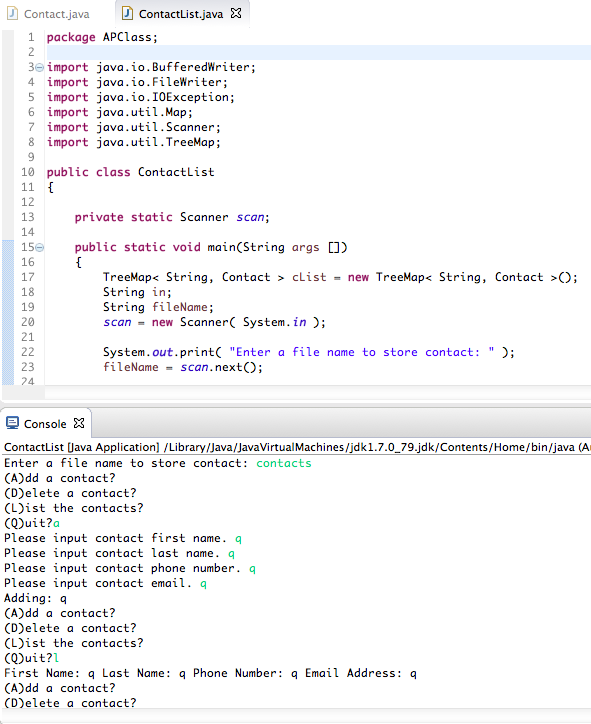 Contact.java ContactList.java
1 package APClass;
2
3 import java.io.BufferedWriter;
4 import java.io.FileWriter;
5 import java.io.IOException;
6 import java.util.Map;
7 import java.util.Scanner;
8 import java.util.TreeMap;
9
10 public class ContactList
11 {
12
13 private static Scanner scan;
14
15 public static void main(String args [])
16 {
17 TreeMap< String, Contact > cList = new TreeMap< String, Contact >();
18 String in;
19 String fileName;
20 scan = new Scanner( System.in );
21
22 System.out.print( "Enter a file name to store contact: " );
23 fileName = scan.next();
24
Console
ContactList [Java Application] /Library/Java/JavaVirtualMachines/jdk1.7.0_79.jdk/Contents/Home/bin/java (A
Enter a file name to store contact: contacts
(A)dd a contact?
(D)elete a contact?
(L)ist the contacts?
(Q)uit?a
Please input contact first name. q
Please input contact last name. q
Please input contact phone number. q
Please input contact email. q
Adding: q
(A)dd a contact?
(D)elete a contact?
(L)ist the contacts?
(Q)uit?l
First Name: q Last Name: q Phone Number: q Email Address: q
(A)dd a contact?
(D)elete a contact?